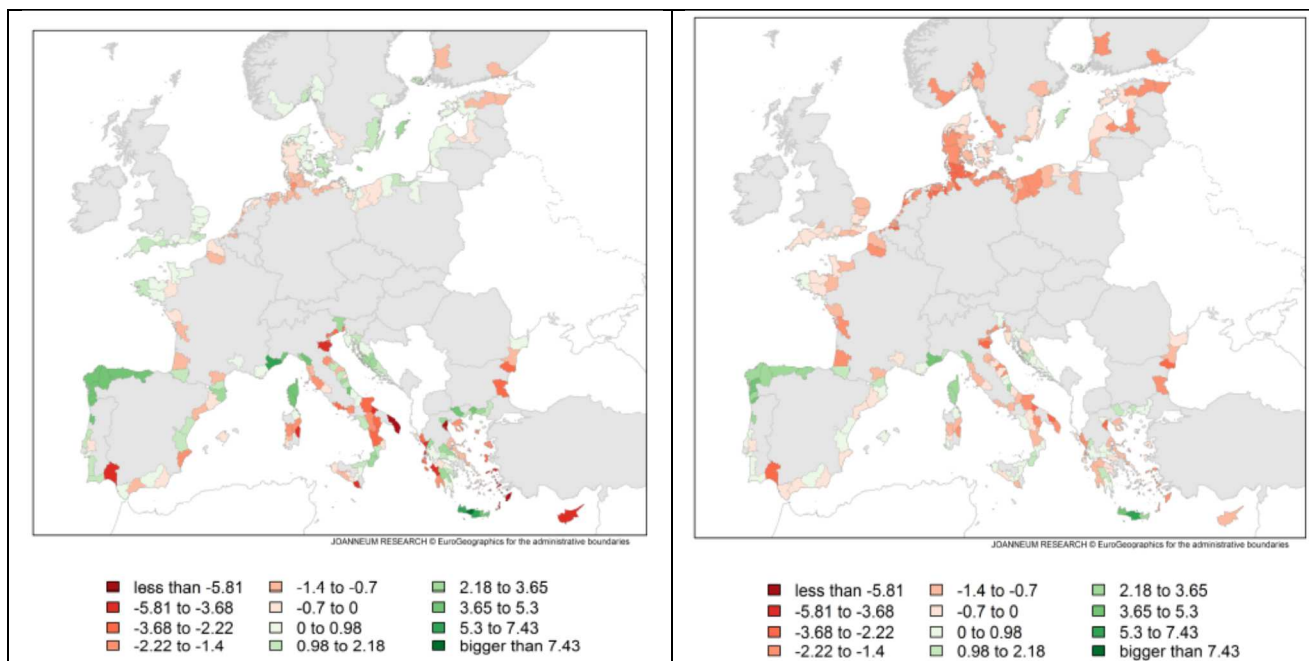 JOANNEUM RESEARCH © EuroGeographics for the administrative boundaries
less than -5.81
-5.81 to -3.68
-3.68 to -2.22
-2.22 to -1.4
-1.4 to -0.7
-0.7 to 0
0 to 0.98
0.98 to 2.18
2.18 to 3.65
3.65 to 5.3
5.3 to 7.43
bigger than 7.43
JOANNEUM RESEARCH © EuroGeographics for the administrative boundaries
less than -5.81
-5.81 to -3.68
-3.68 to -2.22
-2.22 to -1.4
-1.4 to -0.7
-0.7 to 0
0 to 0.98
0.98 to 2.18
2.18 to 3.65
3.65 to 5.3
5.3 to 7.43
bigger than 7.43